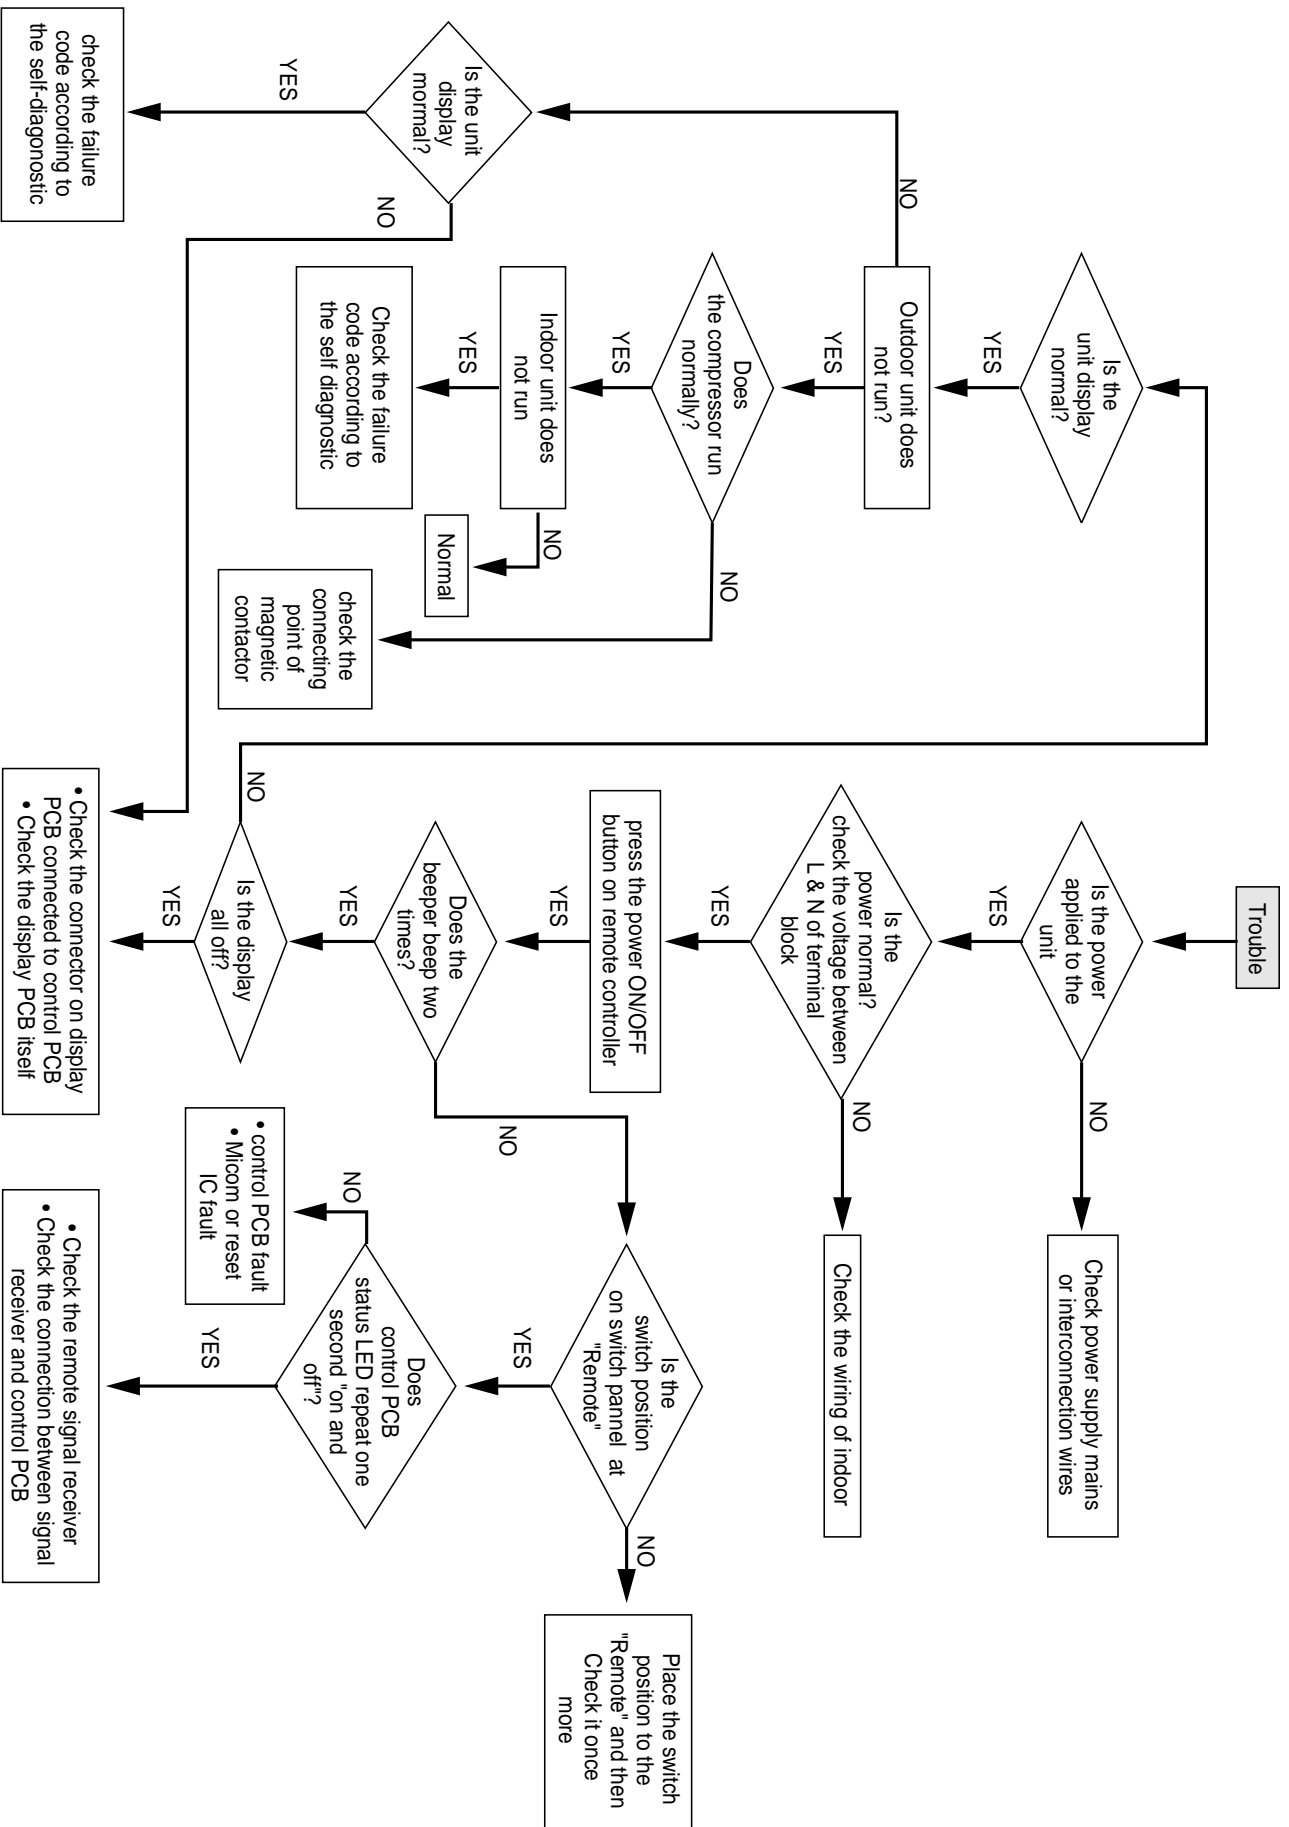 Trouble
Is the power
applied to the
unit
NO
Check power supply mains
or interconnection wires
YES
Is the
power normal?
check the voltage between
L & N of terminal
block
NO
Check the wiring of indoor
YES
press the power ON/OFF
button on remote controller
YES
Does the
beeper beep two
times?
NO
Is the
switch position
on switch pannel at
"Remote"
NO
Place the switch
position to the
"Remote" and then
Check it once
more
YES
Does
control PCB
status LED repeat one
second "on and
off"?
NO
• control PCB fault
• Micom or reset
IC fault
YES
• Check the remote signal receiver
• Check the connection between signal
receiver and control PCB
YES
Is the display
all off?
YES
• Check the connector on display
PCB connected to control PCB
• Check the display PCB itself
NO
Is the
unit display
normal?
YES
Outdoor unit does
not run?
YES
Does
the compressor run
normally?
NO
check the
connecting
point of
magnetic
contactor
YES
Indoor unit does
not run
NO
Normal
YES
Check the failure
code according to
the self diagnostic
NO
Is the unit
display
mormal?
NO
YES
check the failure
code according to
the self-diagonostic